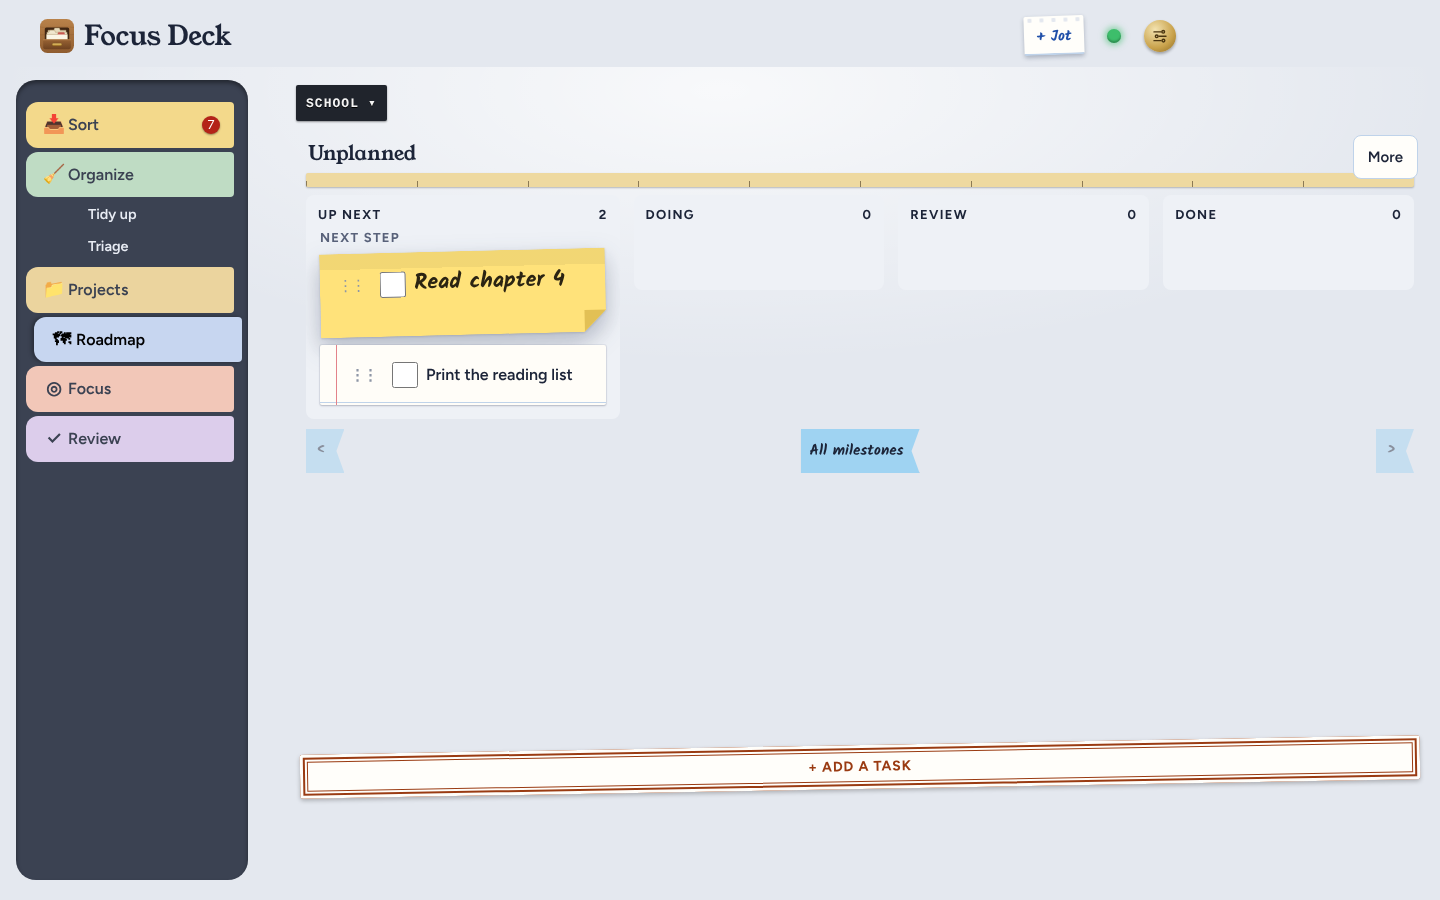 Focus Deck
+ Jot
Sort 7
Organize
Tidy up
Triage
Projects
Roadmap
Focus
Review
SCHOOL ▾
Unplanned
More
UP NEXT 2
NEXT STEP
Read chapter 4
Print the reading list
DOING 0
REVIEW 0
DONE 0
<
All milestones
>
+ ADD A TASK